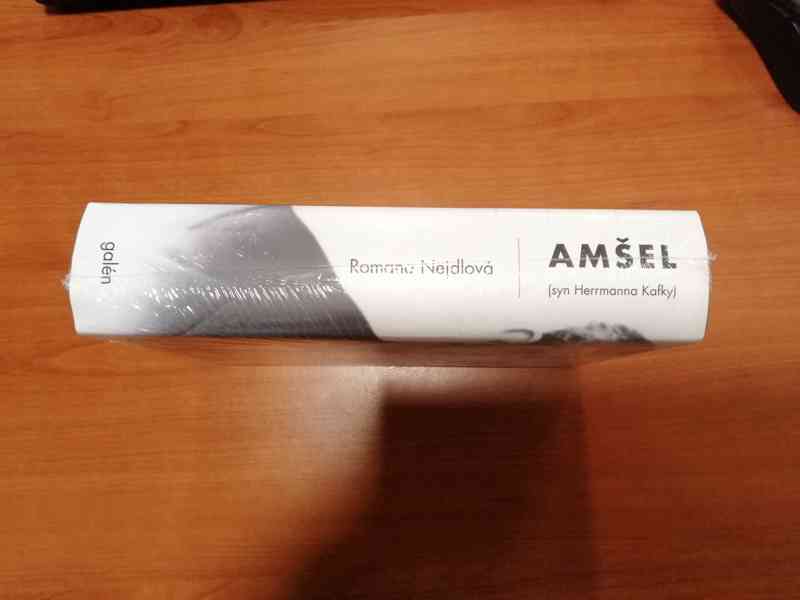 AMŠEL
(syn Herrmanna Kafky)
Romana Nejdlová
galén